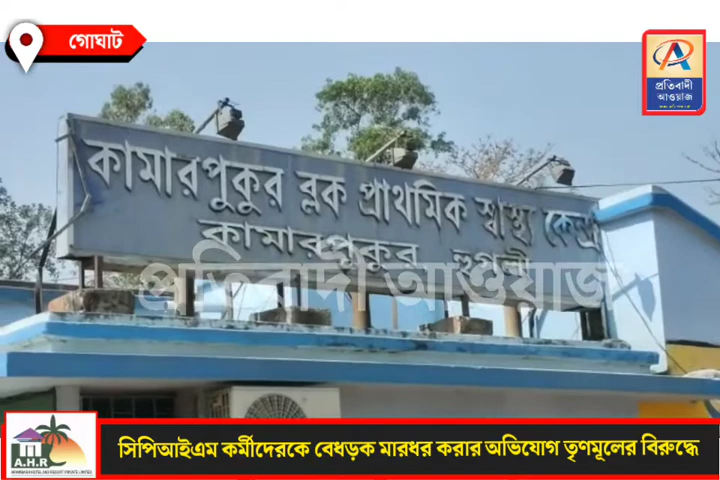 গোঘাট
প্রতিবাদী
আওয়াজ
কামারপুকুর ব্লক প্রাথমিক স্বাস্থ্য কেন্দ্র
কামারপুকুর হুগলী
প্রতিবাদী আওয়াজ
A.H.R
সিপিআইএম কর্মীদেরকে বেধড়ক মারধর করার অভিযোগ তৃণমূলের বিরুদ্ধে